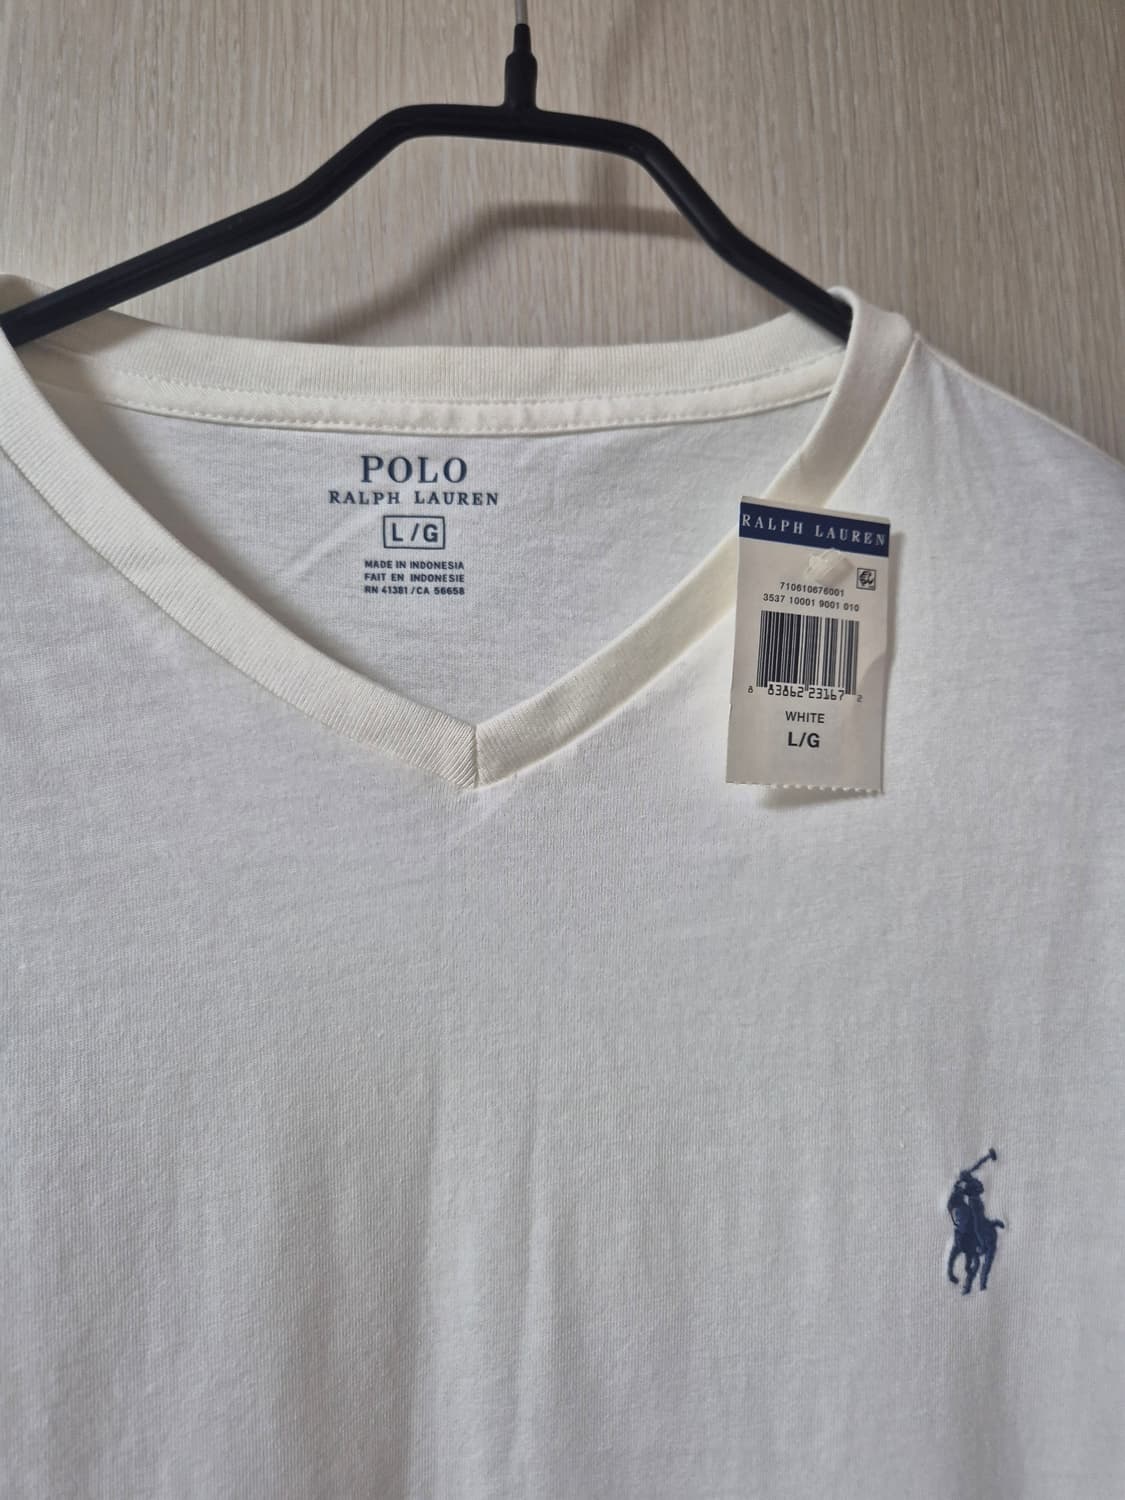 POLO
RALPH LAUREN
L/G
MADE IN INDONESIA
FAIT EN INDONESIE
RN 41381/CA 56658
RALPH LAUREN
710610676001
3537 10001 9001 010
8 83862 23167 2
WHITE
L/G